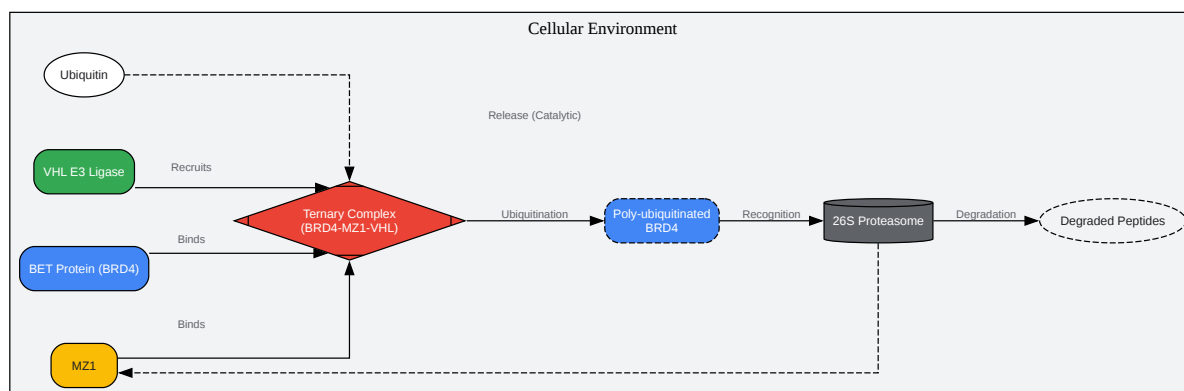 Cellular Environment
Ubiquitin
Release (Catalytic)
VHL E3 Ligase
Recruits
Ternary Complex
(BRD4-MZ1-VHL)
Ubiquitination
Poly-ubiquitinated
BRD4
Recognition
26S Proteasome
Degradation
Degraded Peptides
Binds
BET Protein (BRD4)
Binds
MZ1